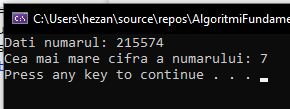 C:\Users\hezan\source\repos\AlgoritmiFundame
Dati numarul: 215574
Cea mai mare cifra a numarului: 7
Press any key to continue . . .